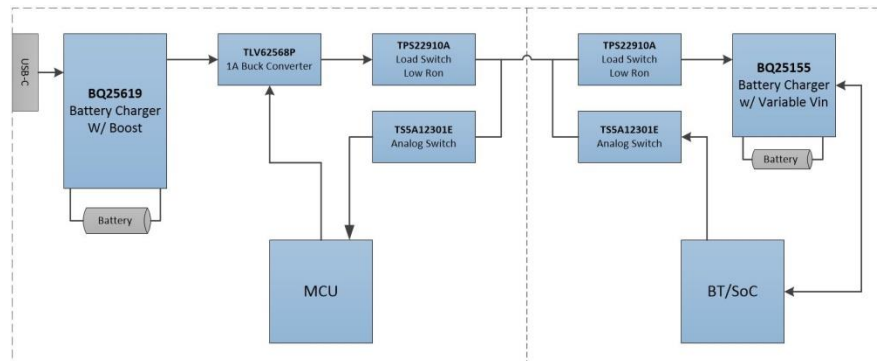 USB-C
BQ25619
Battery Charger
W/ Boost
Battery
TLV62568P
1A Buck Converter
TPS22910A
Load Switch
Low Ron
TS5A12301E
Analog Switch
MCU
TPS22910A
Load Switch
Low Ron
TS5A12301E
Analog Switch
BQ25155
Battery Charger
w/ Variable Vin
Battery
BT/SoC